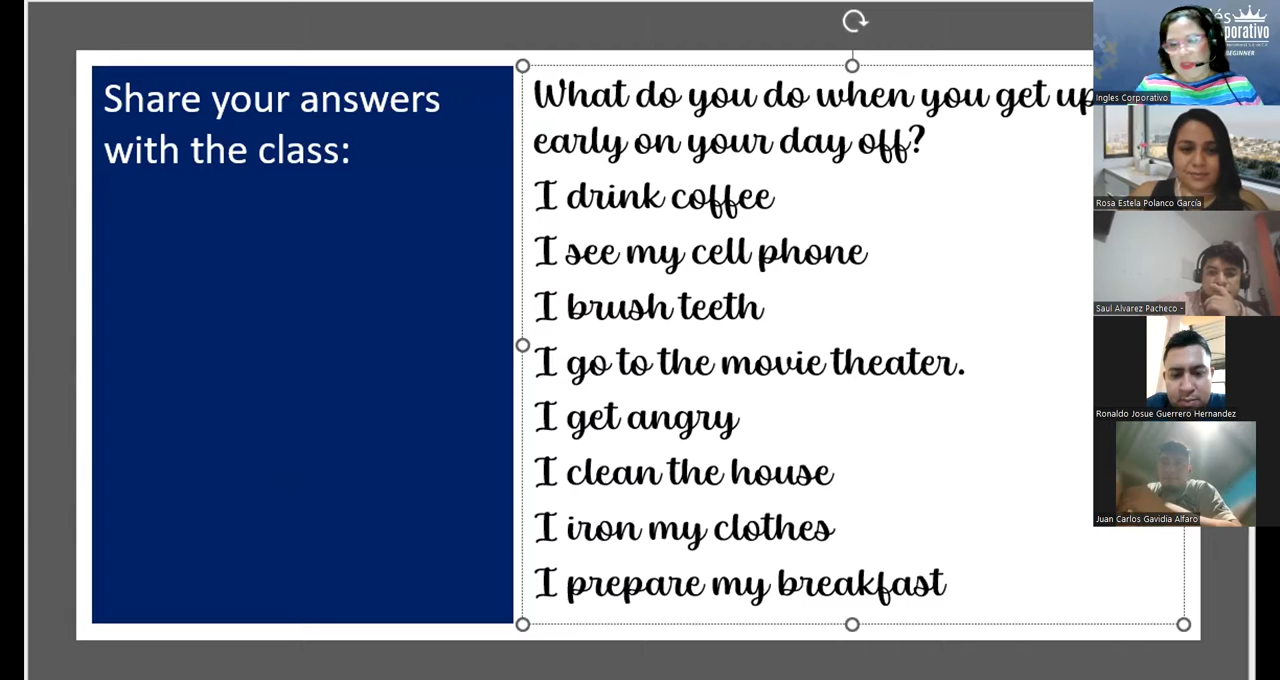 Share your answers
with the class:
What do you do when you get up
early on your day off?
I drink coffee
I see my cell phone
I brush teeth
I go to the movie theater.
I get angry
I clean the house
I iron my clothes
I prepare my breakfast
BEGINNER
Ingles Corporativo
Rosa Estela Polanco García
Saul Alvarez Pacheco -
Ronaldo Josue Guerrero Hernandez
Juan Carlos Gavidia Alfaro